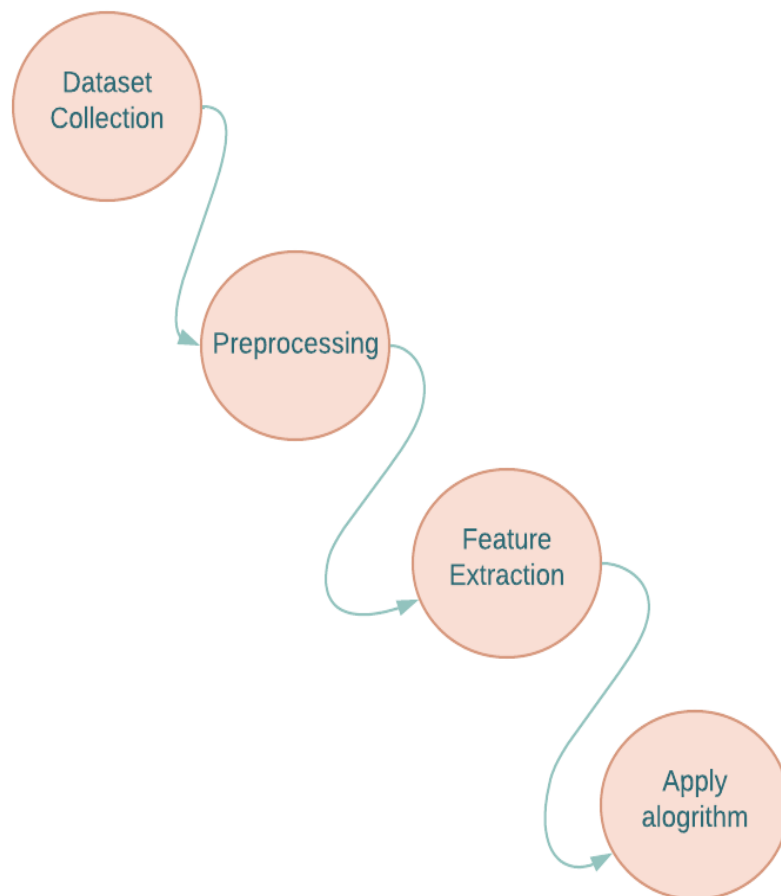 Dataset
Collection
Preprocessing
Feature
Extraction
Apply
alogrithm